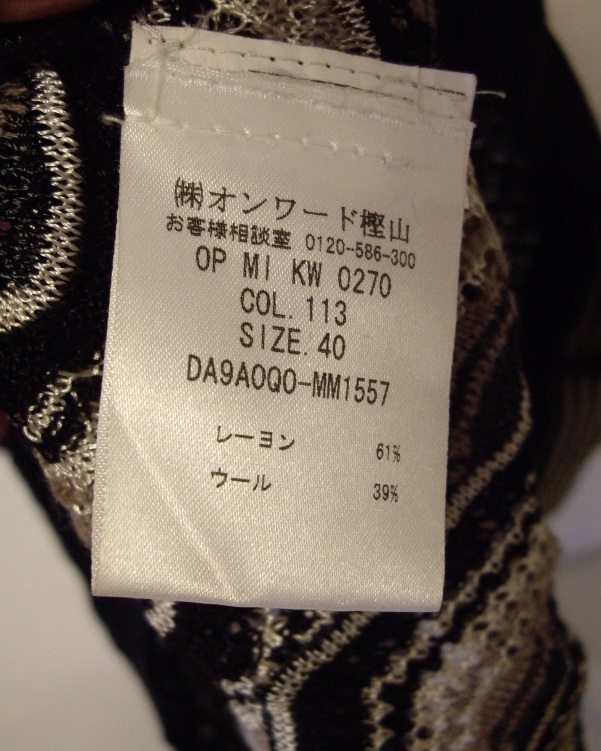 ㈱オンワード樫山
お客様相談室 0120-586-300
OP MI KW 0270
COL. 113
SIZE. 40
DA9A0Q0-MM1557
レーヨン 61%
ウール 39%